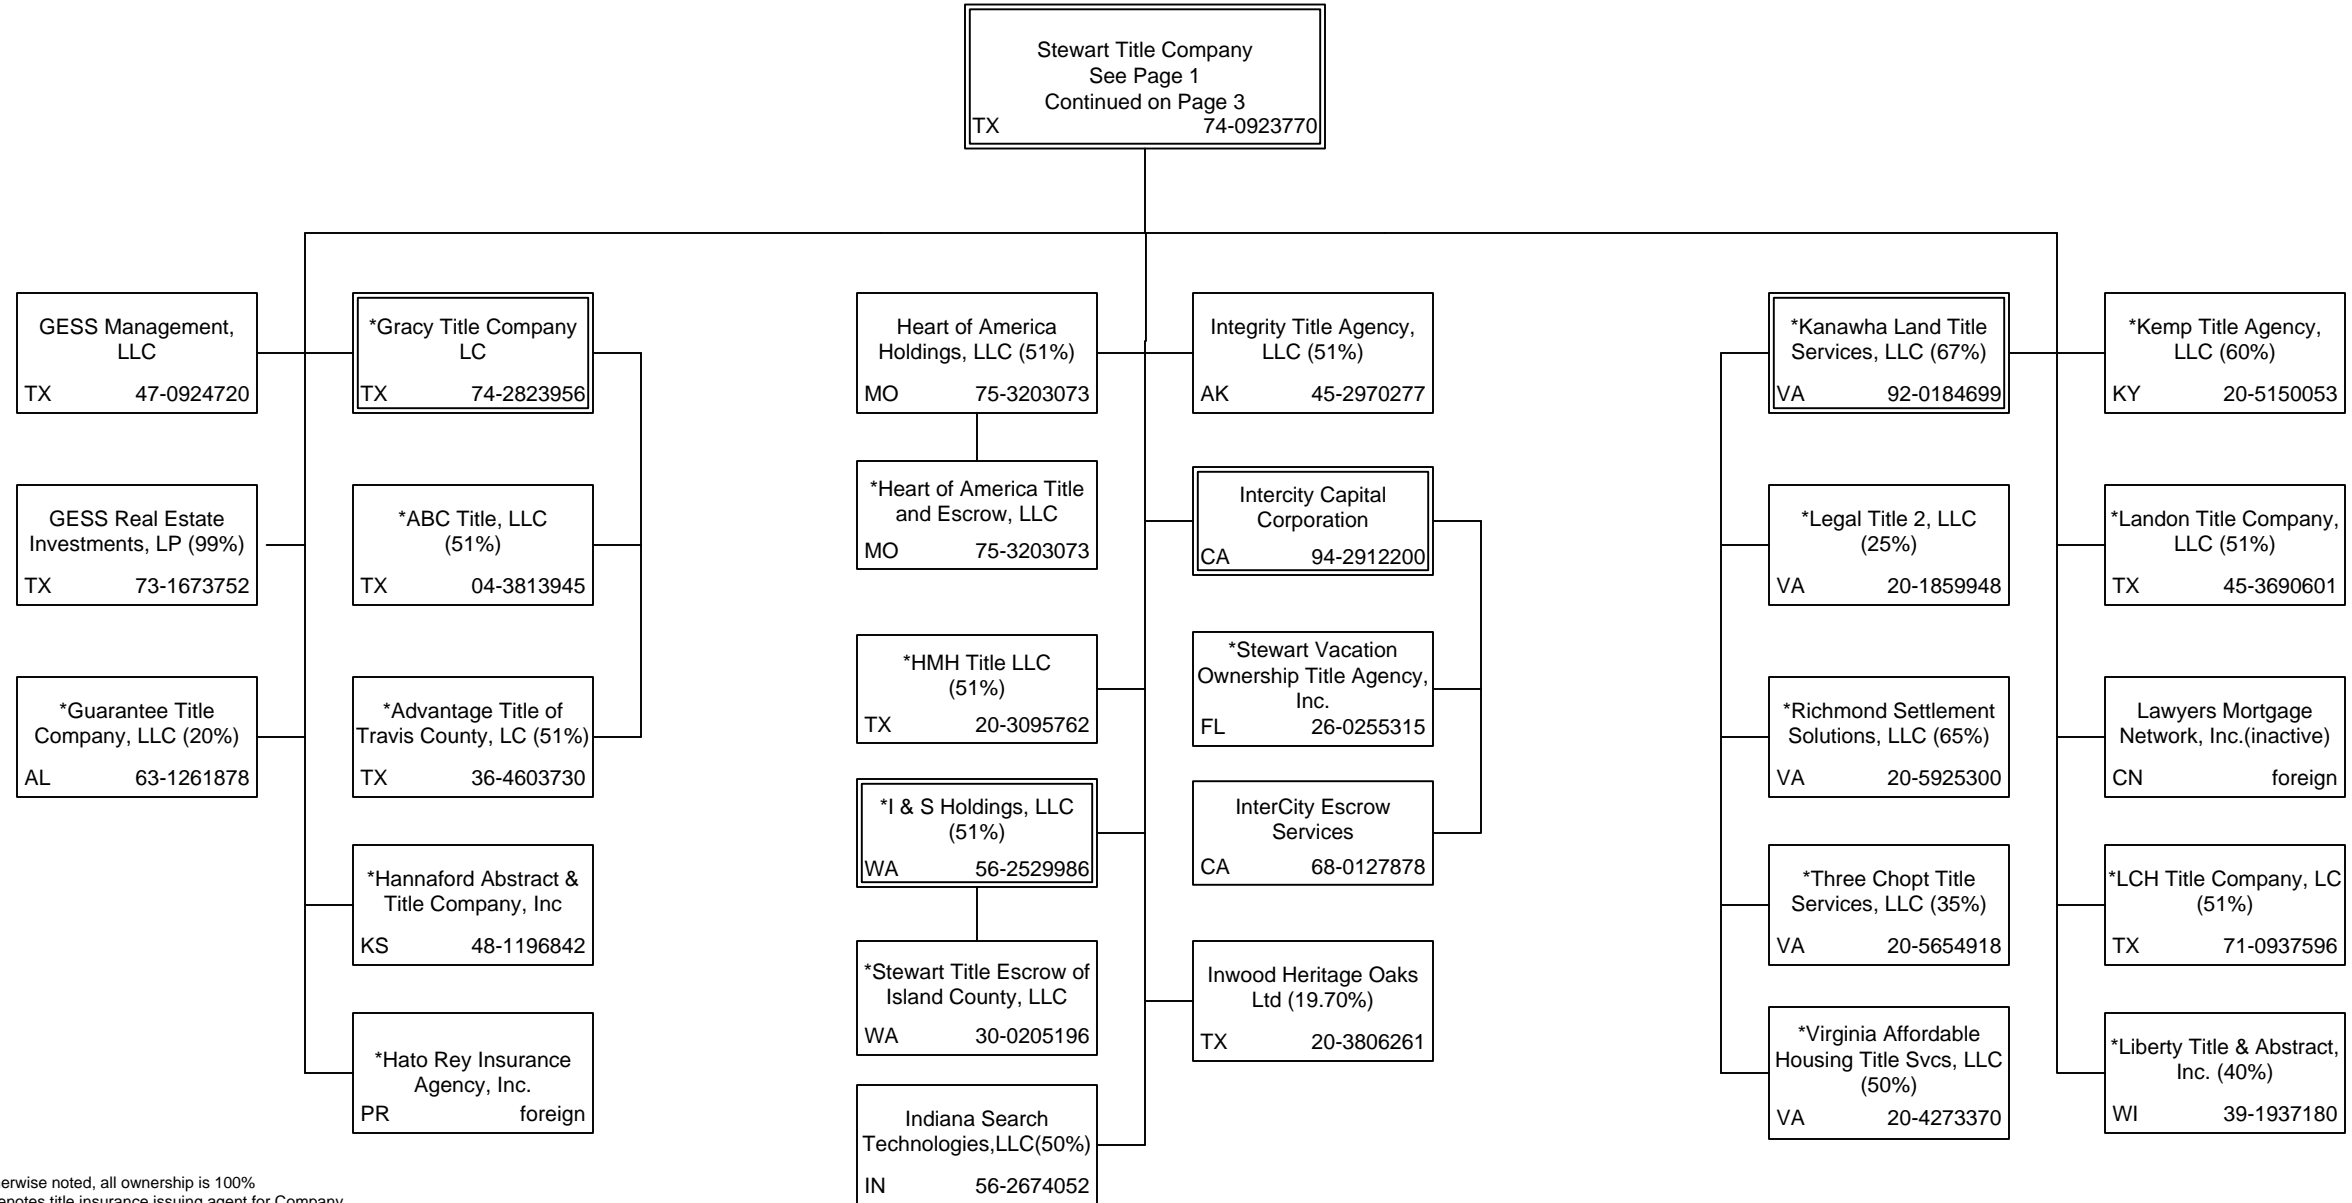 Stewart Title Company
See Page 1
Continued on Page 3
TX 74-0923770
GESS Management,
LLC
TX 47-0924720
*Gracy Title Company
LC
TX 74-2823956
Heart of America
Holdings, LLC (51%)
MO 75-3203073
Integrity Title Agency,
LLC (51%)
AK 45-2970277
*Kanawha Land Title
Services, LLC (67%)
VA 92-0184699
*Kemp Title Agency,
LLC (60%)
KY 20-5150053
GESS Real Estate
Investments, LP (99%)
TX 73-1673752
*ABC Title, LLC
(51%)
TX 04-3813945
*Heart of America Title
and Escrow, LLC
MO 75-3203073
Intercity Capital
Corporation
CA 94-2912200
*Legal Title 2, LLC
(25%)
VA 20-1859948
*Landon Title Company,
LLC (51%)
TX 45-3690601
*Guarantee Title
Company, LLC (20%)
AL 63-1261878
*Advantage Title of
Travis County, LC (51%)
TX 36-4603730
*HMH Title LLC
(51%)
TX 20-3095762
*Stewart Vacation
Ownership Title Agency,
Inc.
FL 26-0255315
*Richmond Settlement
Solutions, LLC (65%)
VA 20-5925300
Lawyers Mortgage
Network, Inc.(inactive)
CN foreign
*Hannaford Abstract &
Title Company, Inc
KS 48-1196842
*I & S Holdings, LLC
(51%)
WA 56-2529986
InterCity Escrow
Services
CA 68-0127878
*Three Chopt Title
Services, LLC (35%)
VA 20-5654918
*LCH Title Company, LC
(51%)
TX 71-0937596
*Hato Rey Insurance
Agency, Inc.
PR foreign
*Stewart Title Escrow of
Island County, LLC
WA 30-0205196
Inwood Heritage Oaks
Ltd (19.70%)
TX 20-3806261
*Virginia Affordable
Housing Title Svcs, LLC
(50%)
VA 20-4273370
*Liberty Title & Abstract,
Inc. (40%)
WI 39-1937180
Indiana Search
Technologies,LLC(50%)
IN 56-2674052
erwise noted, all ownership is 100%
enotes title insurance issuing agent for Company